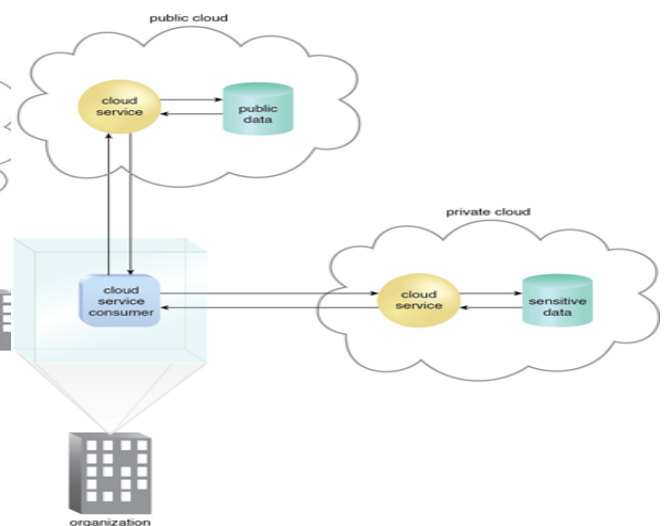 public cloud
cloud
service
public
data
private cloud
cloud
service
consumer
cloud
service
sensitive
data
organization